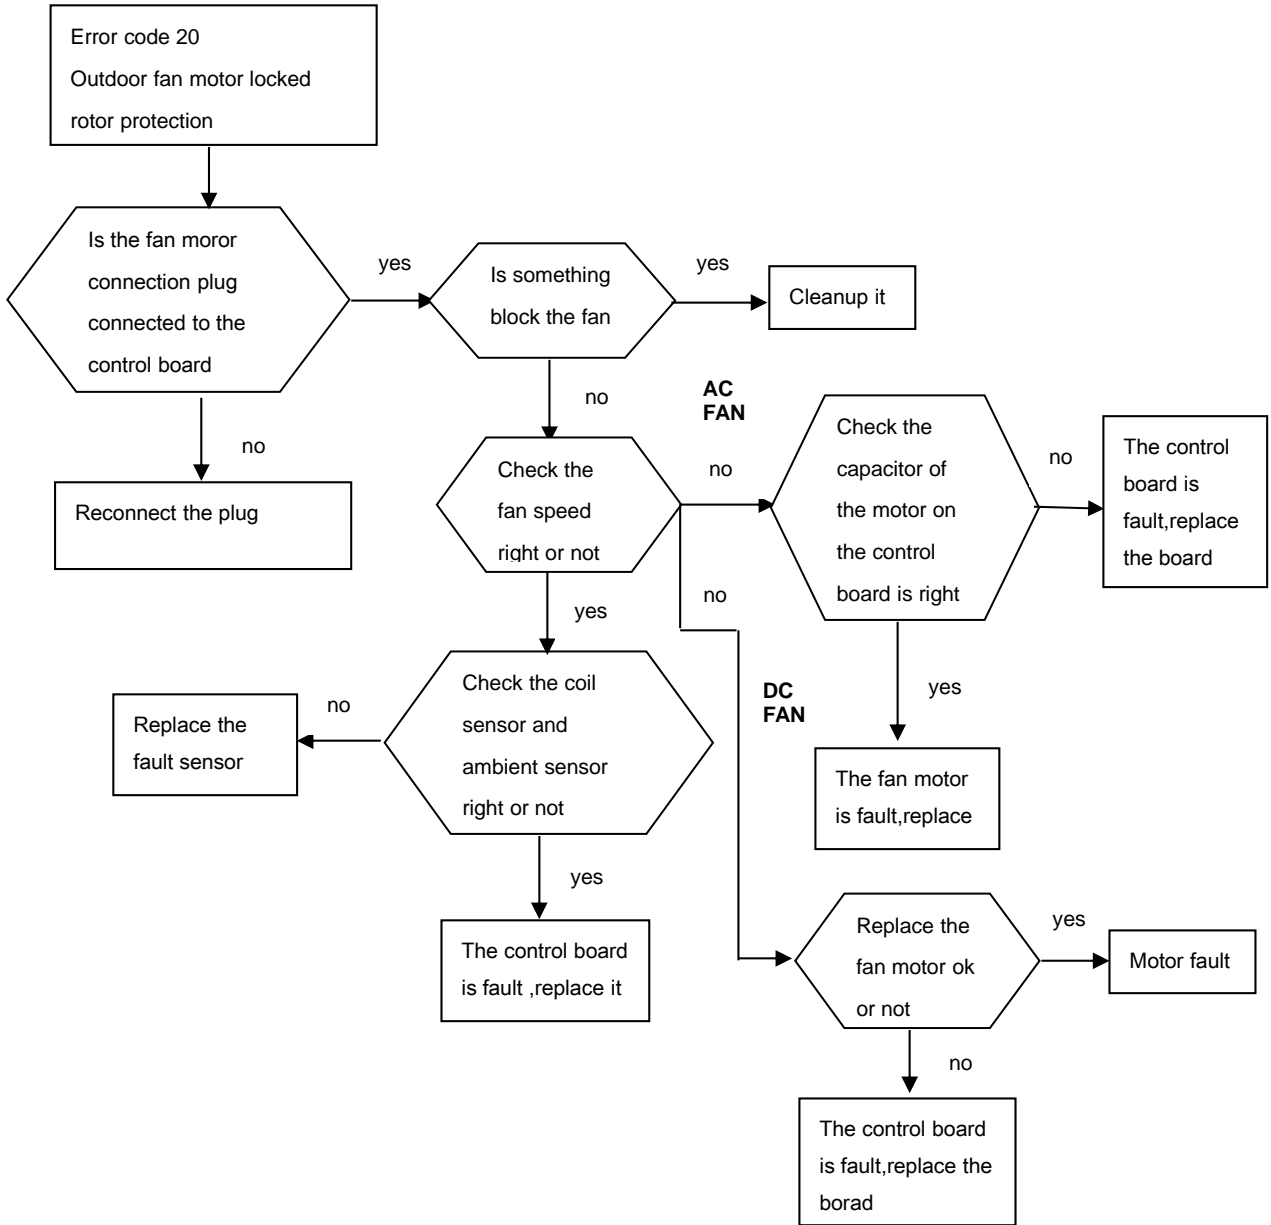 Error code 20
Outdoor fan motor locked
rotor protection
Is the fan moror
connection plug
connected to the
control board
yes
Is something
block the fan
yes
Cleanup it
no
Reconnect the plug
no
AC
FAN
Check the
fan speed
right or not
no
Check the
capacitor of
the motor on
the control
board is right
no
The control
board is
fault,replace
the board
yes
no
DC
FAN
yes
The fan motor
is fault,replace
Check the coil
sensor and
ambient sensor
right or not
no
Replace the
fault sensor
yes
The control board
is fault ,replace it
Replace the
fan motor ok
or not
yes
Motor fault
no
The control board
is fault,replace the
borad